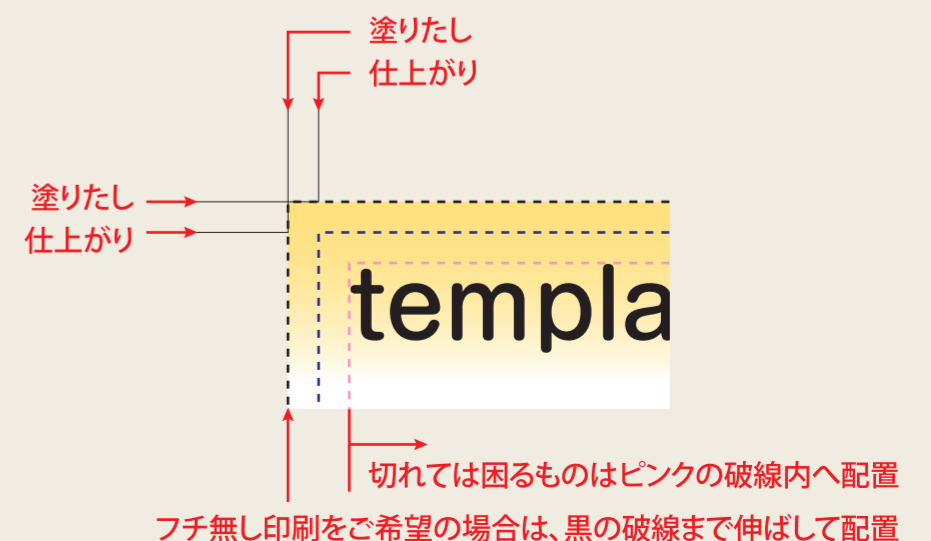 塗りたし
仕上がり
塗りたし
仕上がり
templa
切れては困るものはピンクの破線内へ配置
フチ無し印刷をご希望の場合は、黒の破線まで伸ばして配置